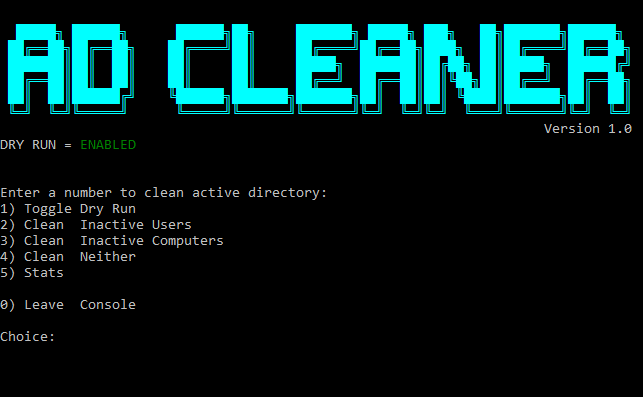 AD CLEANER
Version 1.0
DRY RUN = ENABLED
Enter a number to clean active directory:
1) Toggle Dry Run
2) Clean  Inactive Users
3) Clean  Inactive Computers
4) Clean  Neither
5) Stats
0) Leave  Console
Choice: